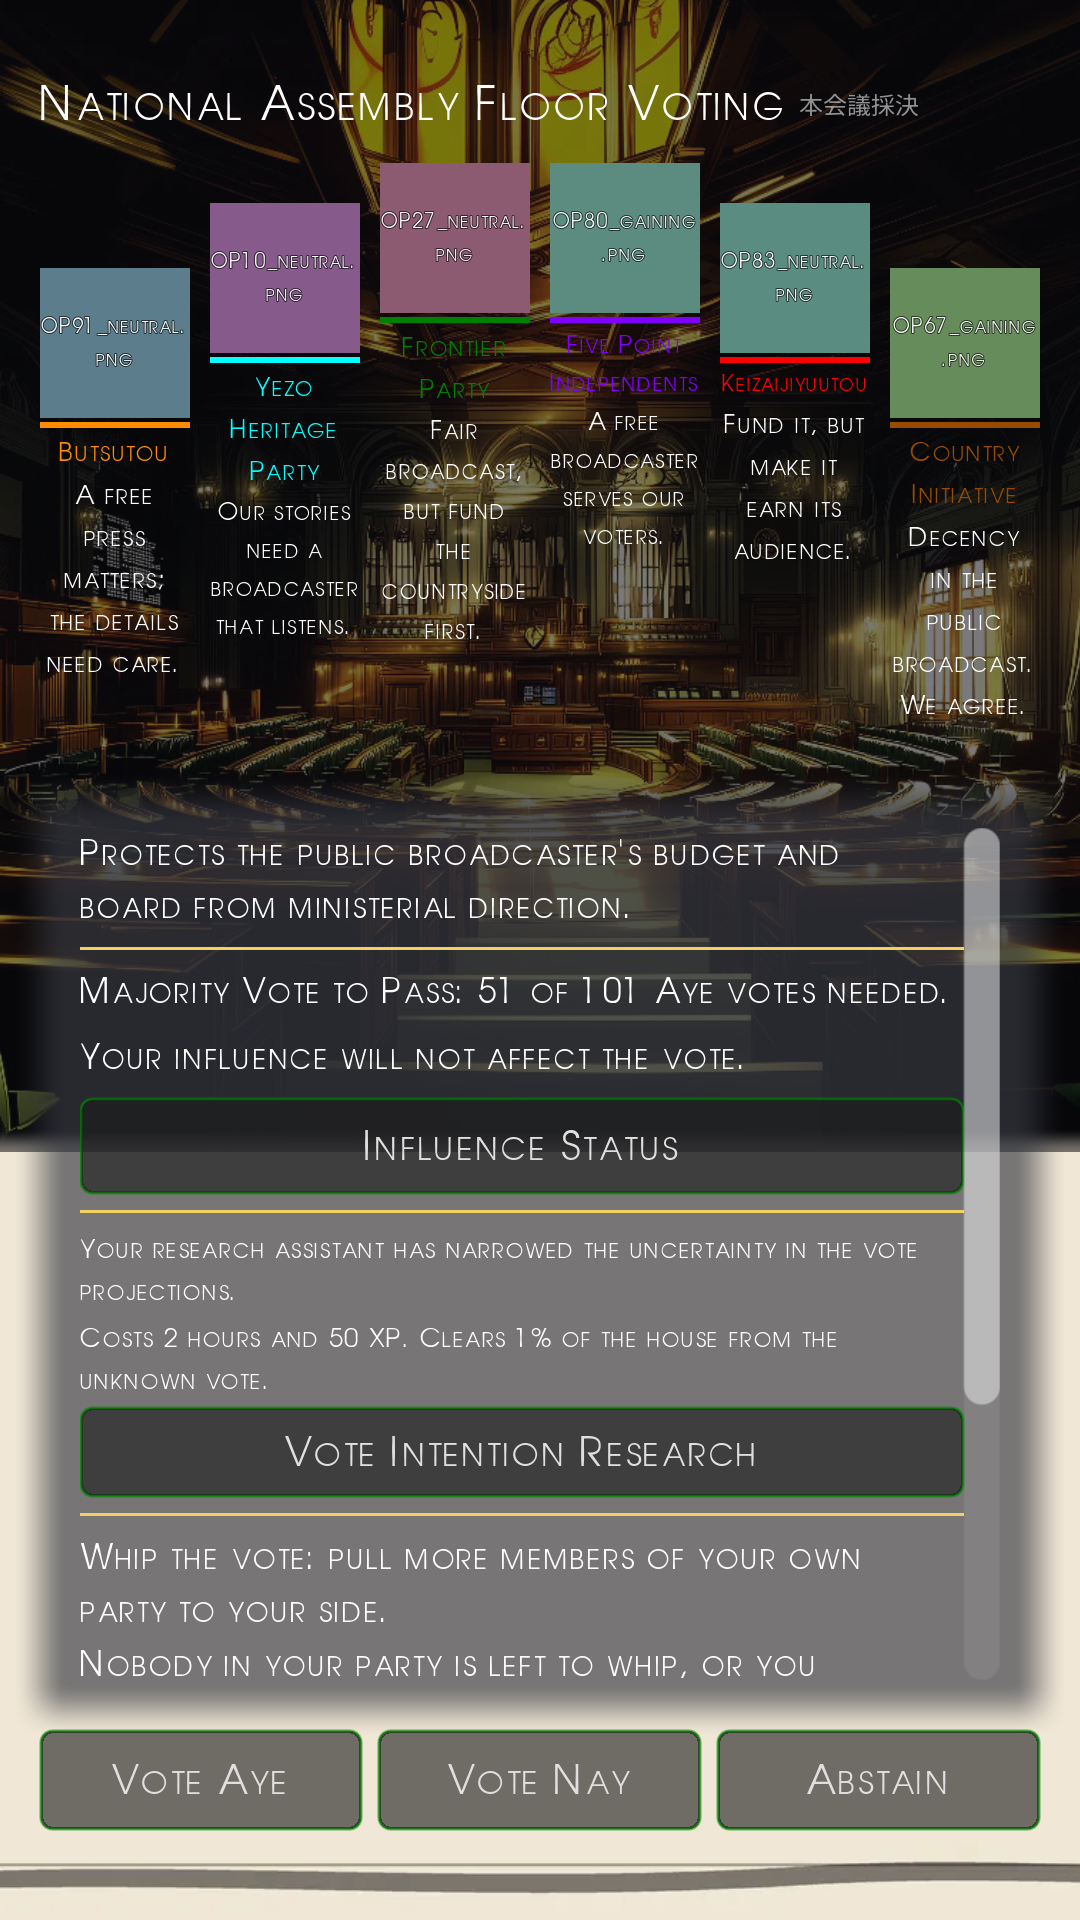 National Assembly Floor Voting 本会議採決
OP91_neutral.
png
Butsutou
A free
press
matters;
the details
need care.
OP10_neutral.
png
Yezo
Heritage
Party
Our stories
need a
broadcaster
that listens.
OP27_neutral.
png
Frontier
Party
Fair
broadcast,
but fund
the
countryside
first.
OP80_gaining
.png
Five Point
Independents
A free
broadcaster
serves our
voters.
OP83_neutral.
png
Keizaijiyuutou
Fund it, but
make it
earn its
audience.
OP67_gaining
.png
Country
Initiative
Decency
in the
public
broadcast.
We agree.
Protects the public broadcaster's budget and
board from ministerial direction.
Majority Vote to Pass: 51 of 101 Aye votes needed.
Your influence will not affect the vote.
Influence Status
Your research assistant has narrowed the uncertainty in the vote
projections.
Costs 2 hours and 50 XP. Clears 1% of the house from the
unknown vote.
Vote Intention Research
Whip the vote: pull more members of your own
party to your side.
Nobody in your party is left to whip, or you
Vote Aye
Vote Nay
Abstain